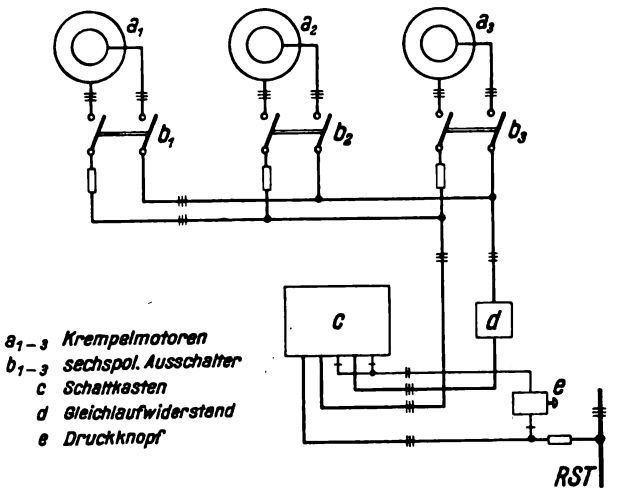 a1 a2 a3
b1 b2 b3
c d
e
RST
a1–3 Krempelmotoren
b1–3 sechspol. Ausschalter
c Schaltkasten
d Gleichlaufwiderstand
e Druckknopf